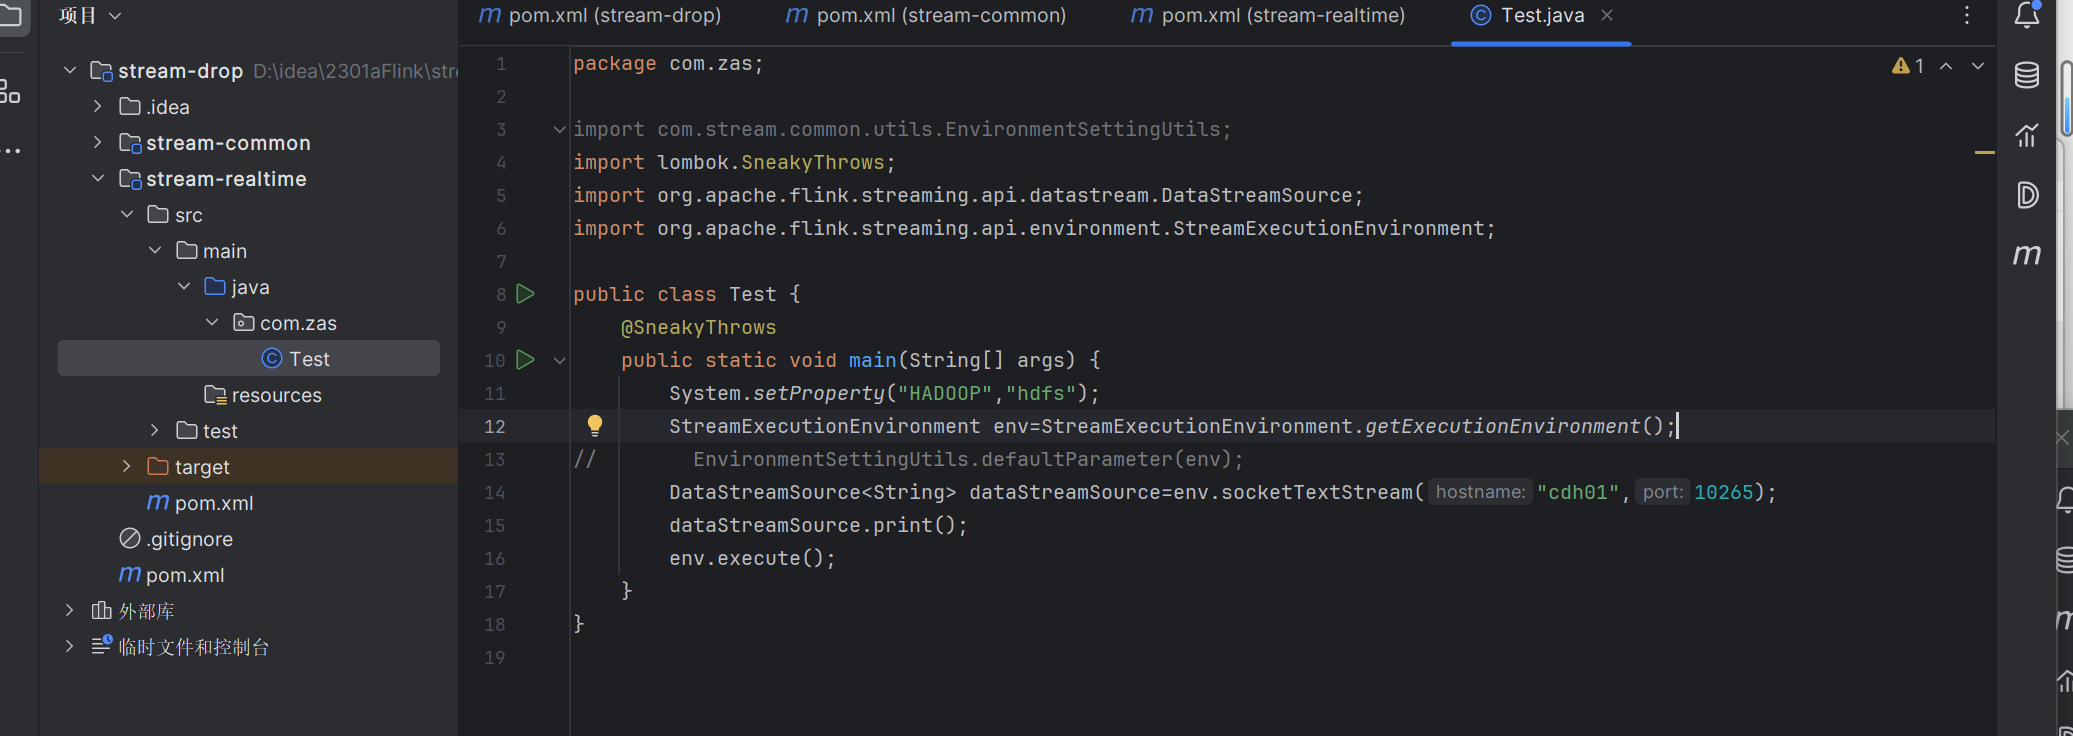 项目
stream-drop D:\idea\2301aFlink\stre
.idea
stream-common
stream-realtime
src
main
java
com.zas
Test
resources
test
target
pom.xml
.gitignore
pom.xml
外部库
临时文件和控制台
pom.xml (stream-drop) pom.xml (stream-common) pom.xml (stream-realtime) Test.java
1
1 package com.zas;
2
3 import com.stream.common.utils.EnvironmentSettingUtils;
4 import lombok.SneakyThrows;
5 import org.apache.flink.streaming.api.datastream.DataStreamSource;
6 import org.apache.flink.streaming.api.environment.StreamExecutionEnvironment;
7
8 public class Test {
9 @SneakyThrows
10 public static void main(String[] args) {
11 System.setProperty("HADOOP","hdfs");
12 StreamExecutionEnvironment env=StreamExecutionEnvironment.getExecutionEnvironment();
13 // EnvironmentSettingUtils.defaultParameter(env);
14 DataStreamSource<String> dataStreamSource=env.socketTextStream( hostname: "cdh01", port: 10265);
15 dataStreamSource.print();
16 env.execute();
17 }
18 }
19